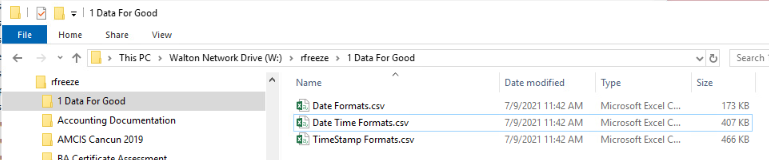 1 Data For Good
File Home Share View
This PC > Walton Network Drive (W:) > rfreeze > 1 Data For Good
Search 1
rfreeze
1 Data For Good
Accounting Documentation
AMCIS Cancun 2019
BA Certificate Assessment
Name Date modified Type Size
Date Formats.csv 7/9/2021 11:42 AM Microsoft Excel C... 173 KB
Date Time Formats.csv 7/9/2021 11:42 AM Microsoft Excel C... 407 KB
TimeStamp Formats.csv 7/9/2021 11:42 AM Microsoft Excel C... 466 KB